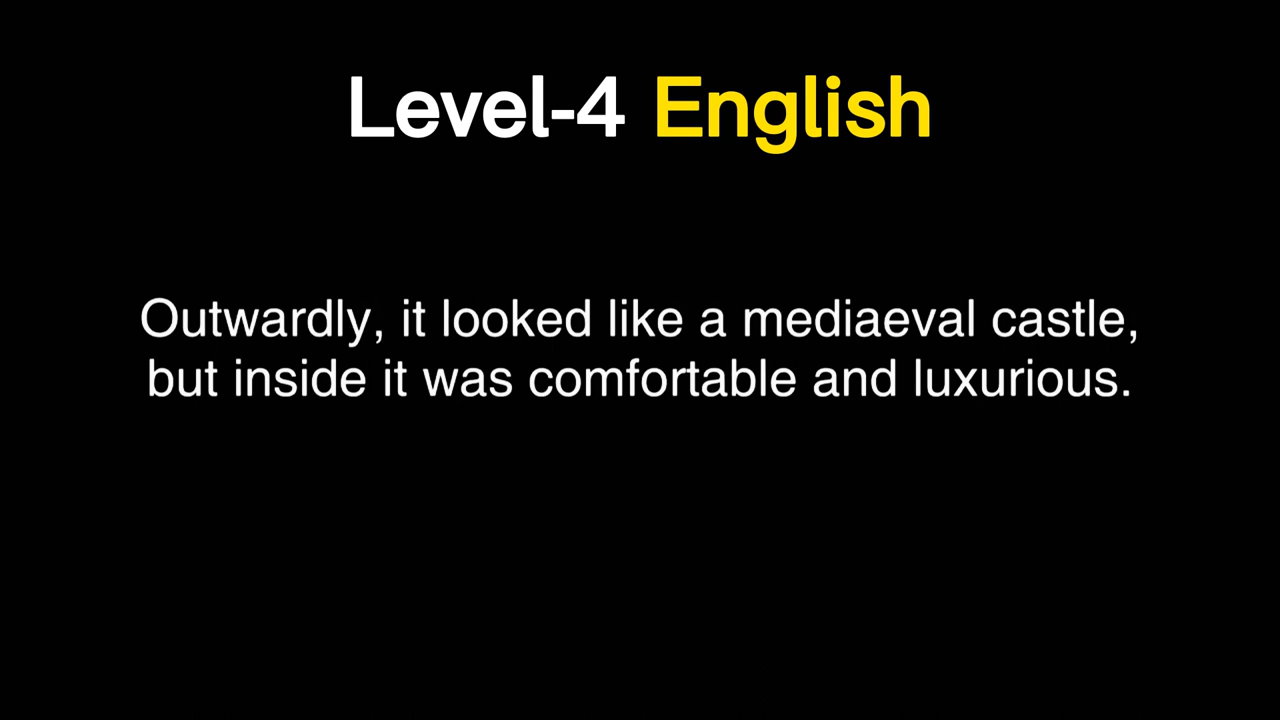 Level-4 English
Outwardly, it looked like a mediaeval castle,
but inside it was comfortable and luxurious.